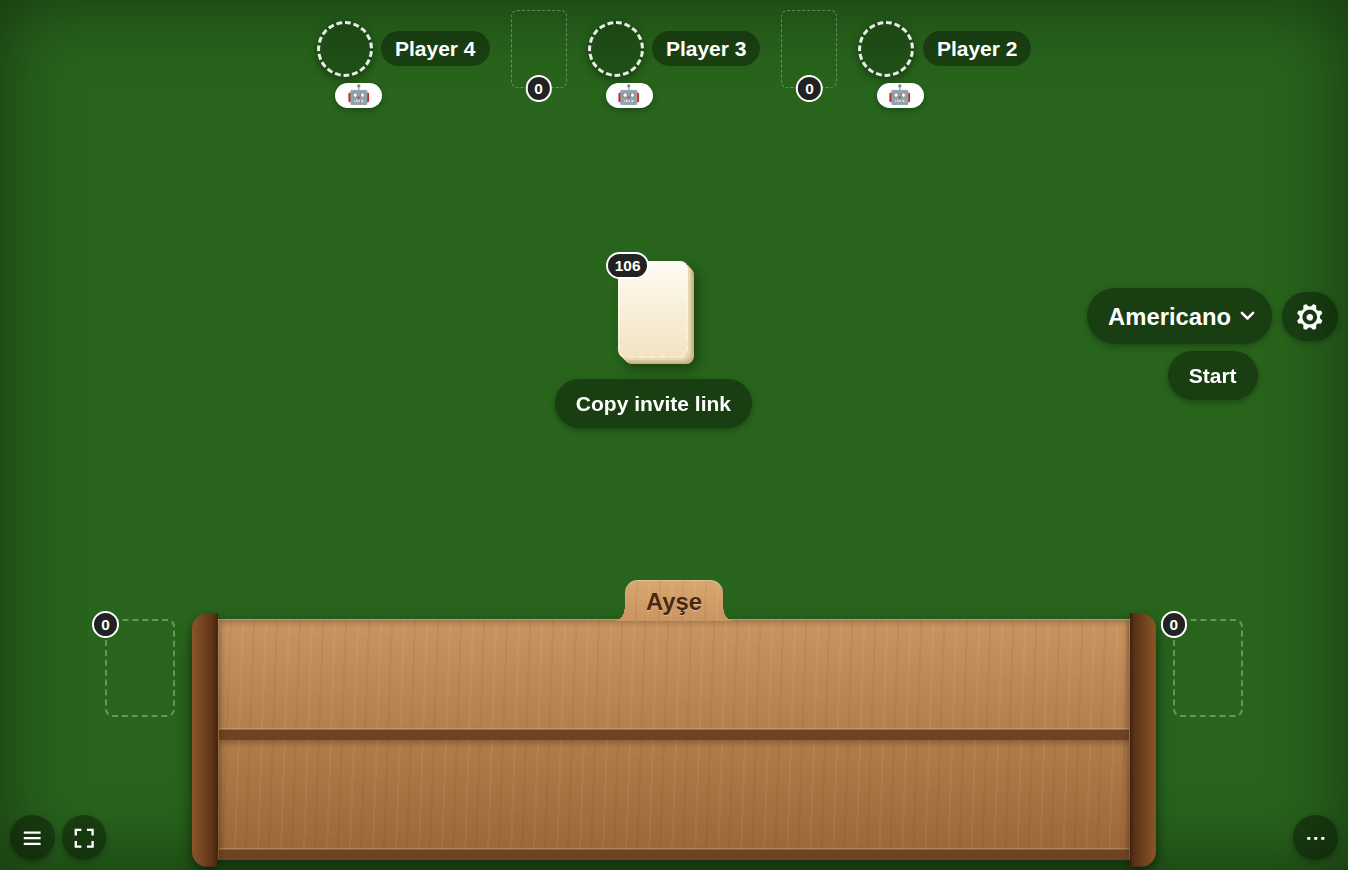 Player 4
0
Player 3
0
Player 2
106
Americano
Copy invite link
Start
Ayşe
0
0